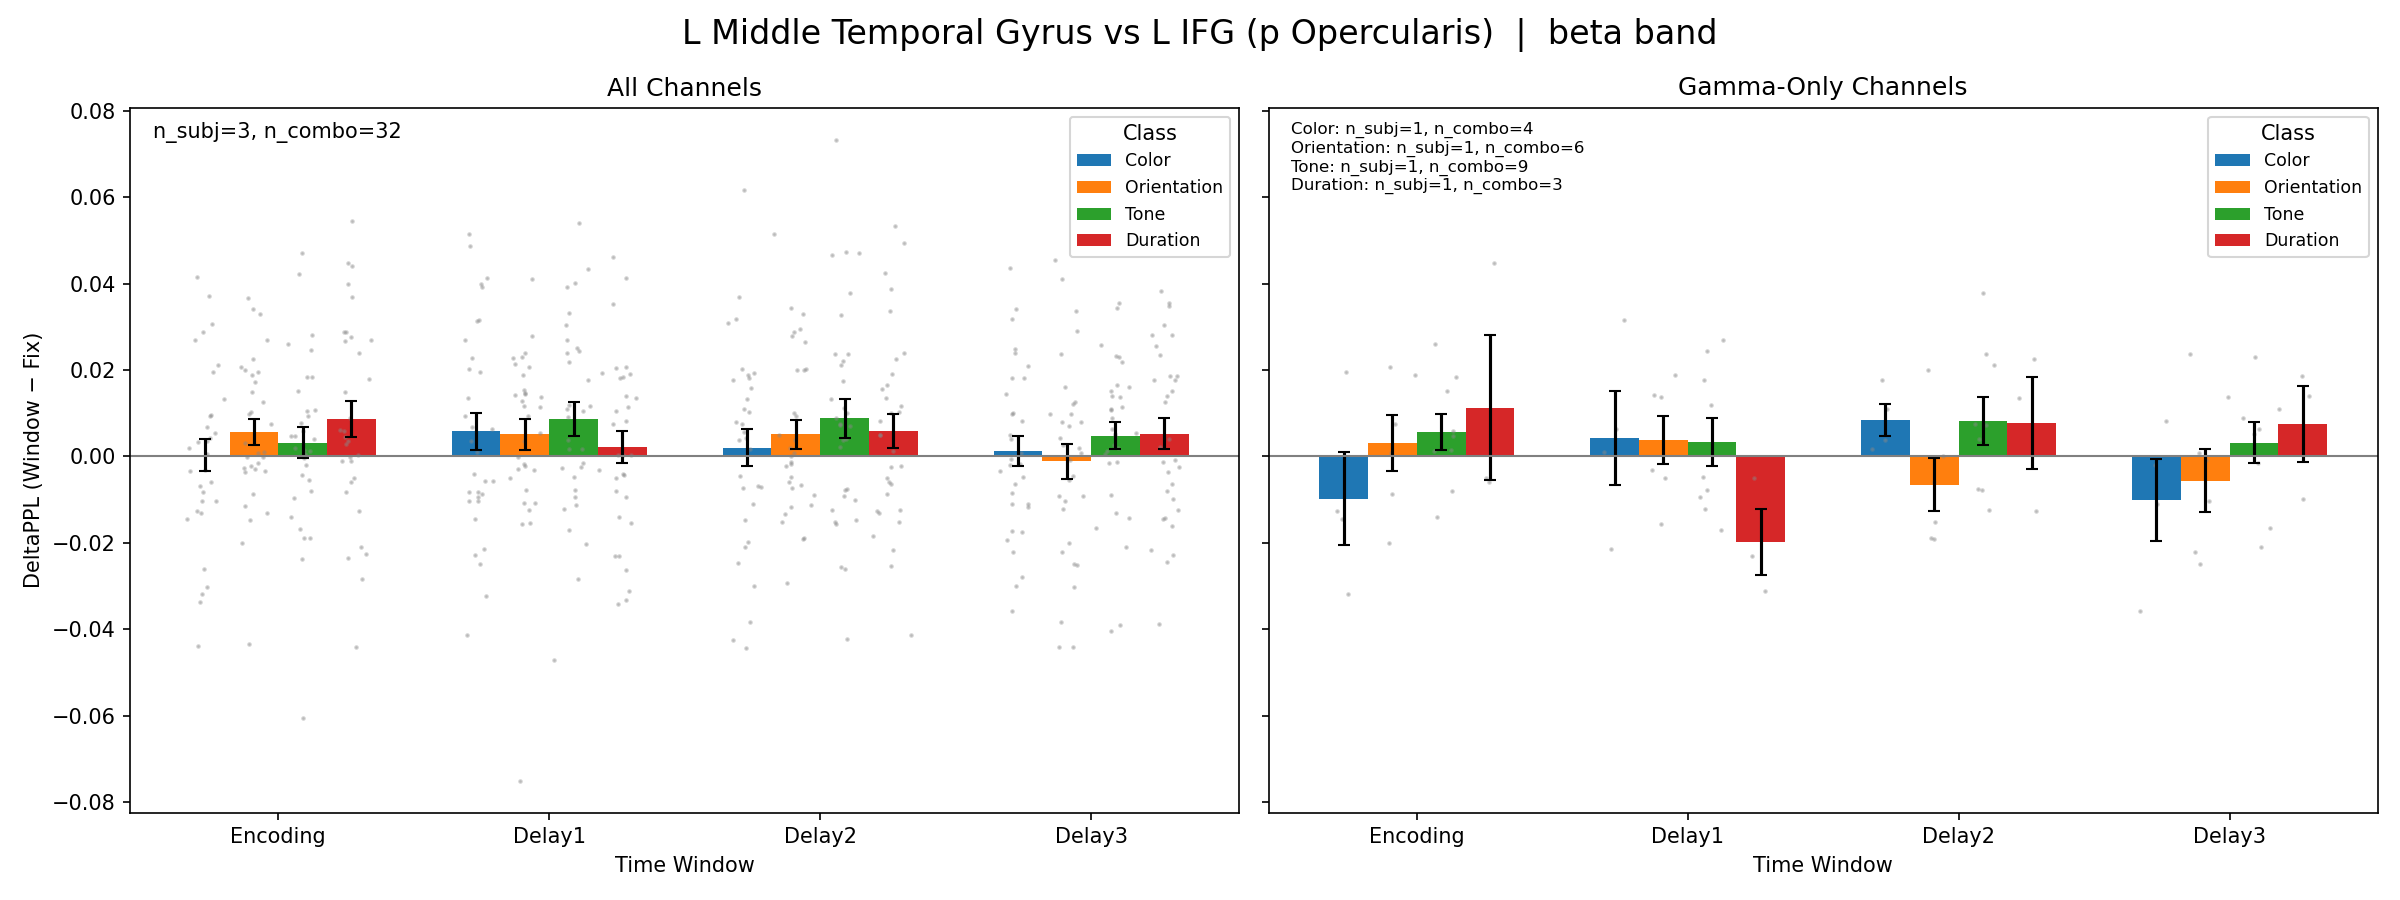 L Middle Temporal Gyrus vs L IFG (p Opercularis)  |  beta band
All Channels
n_subj=3, n_combo=32
Class
Color
Orientation
Tone
Duration
DeltaPPL (Window − Fix)
0.08
0.06
0.04
0.02
0.00
−0.02
−0.04
−0.06
−0.08
Encoding
Delay1
Delay2
Delay3
Time Window
Gamma-Only Channels
Color: n_subj=1, n_combo=4
Orientation: n_subj=1, n_combo=6
Tone: n_subj=1, n_combo=9
Duration: n_subj=1, n_combo=3
Class
Color
Orientation
Tone
Duration
Encoding
Delay1
Delay2
Delay3
Time Window